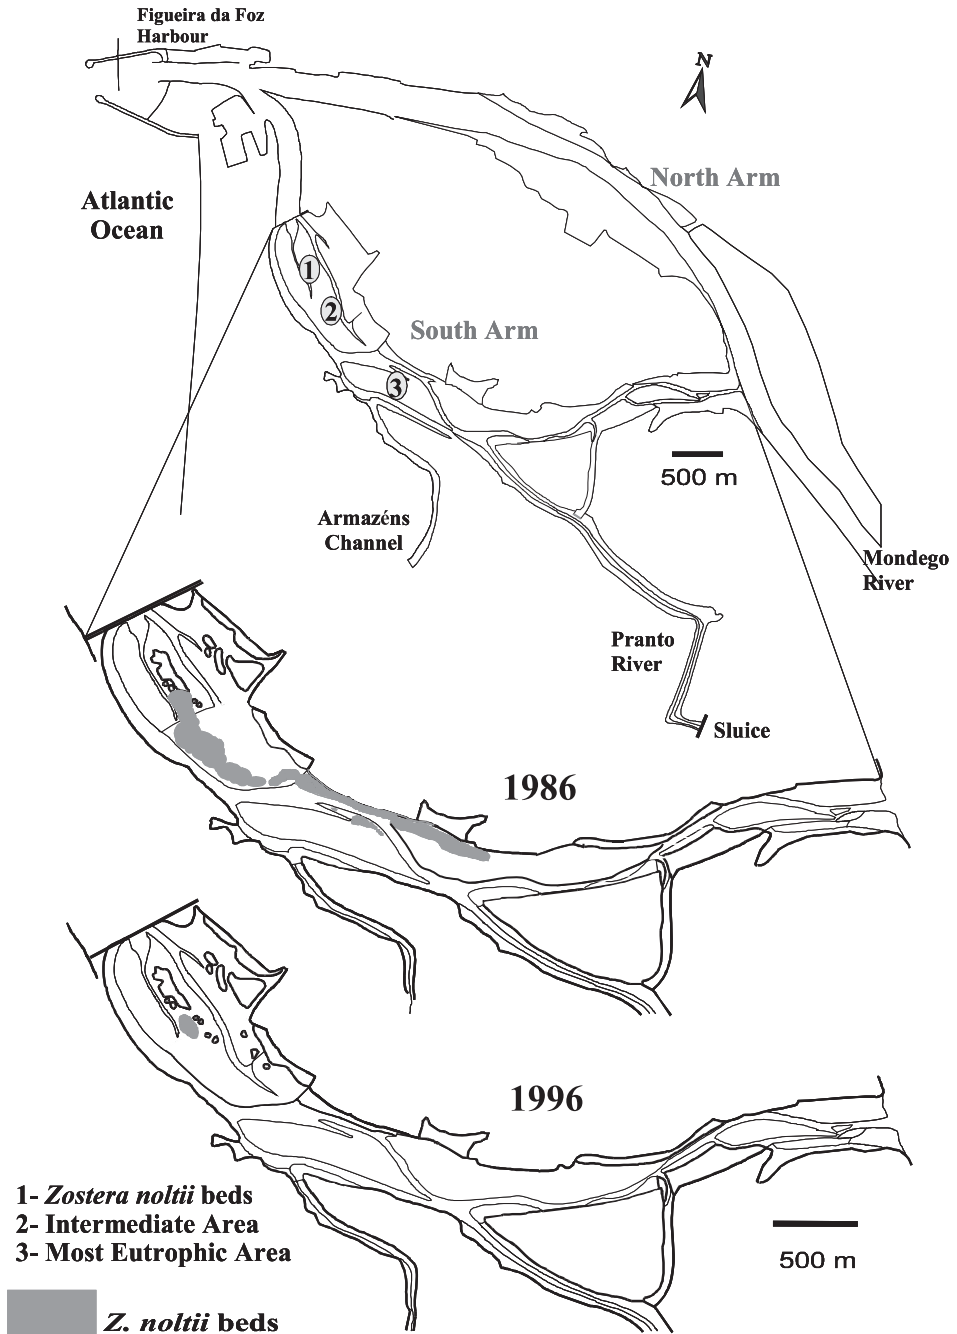 Figueira da Foz
Harbour
N
North Arm
Atlantic
Ocean
1
2
South Arm
3
500 m
Armazéns
Channel
Mondego
River
Pranto
River
Sluice
1986
1996
1- Zostera noltii beds
2- Intermediate Area
3- Most Eutrophic Area
500 m
Z. noltii beds